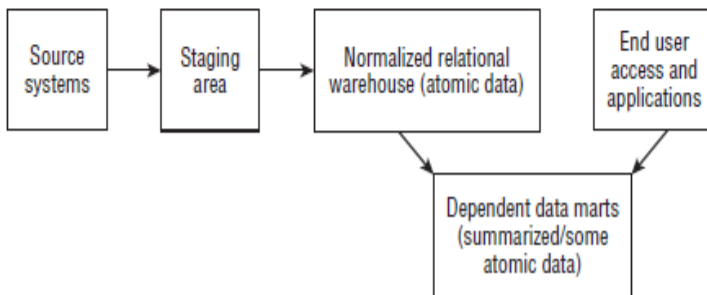 Source
systems
Staging
area
Normalized relational
warehouse (atomic data)
End user
access and
applications
Dependent data marts
(summarized/some
atomic data)